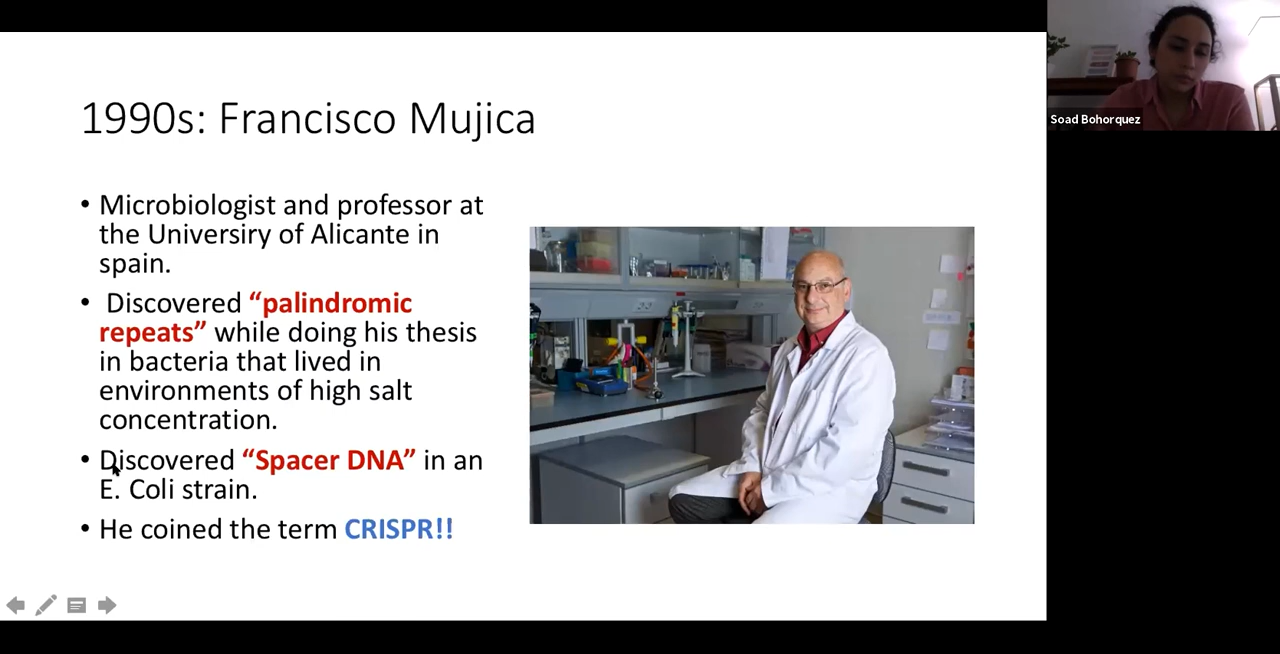 1990s: Francisco Mujica
• Microbiologist and professor at
the Universiry of Alicante in
spain.
• Discovered “palindromic
repeats” while doing his thesis
in bacteria that lived in
environments of high salt
concentration.
• Discovered “Spacer DNA” in an
E. Coli strain.
• He coined the term CRISPR!!
Soad Bohorquez